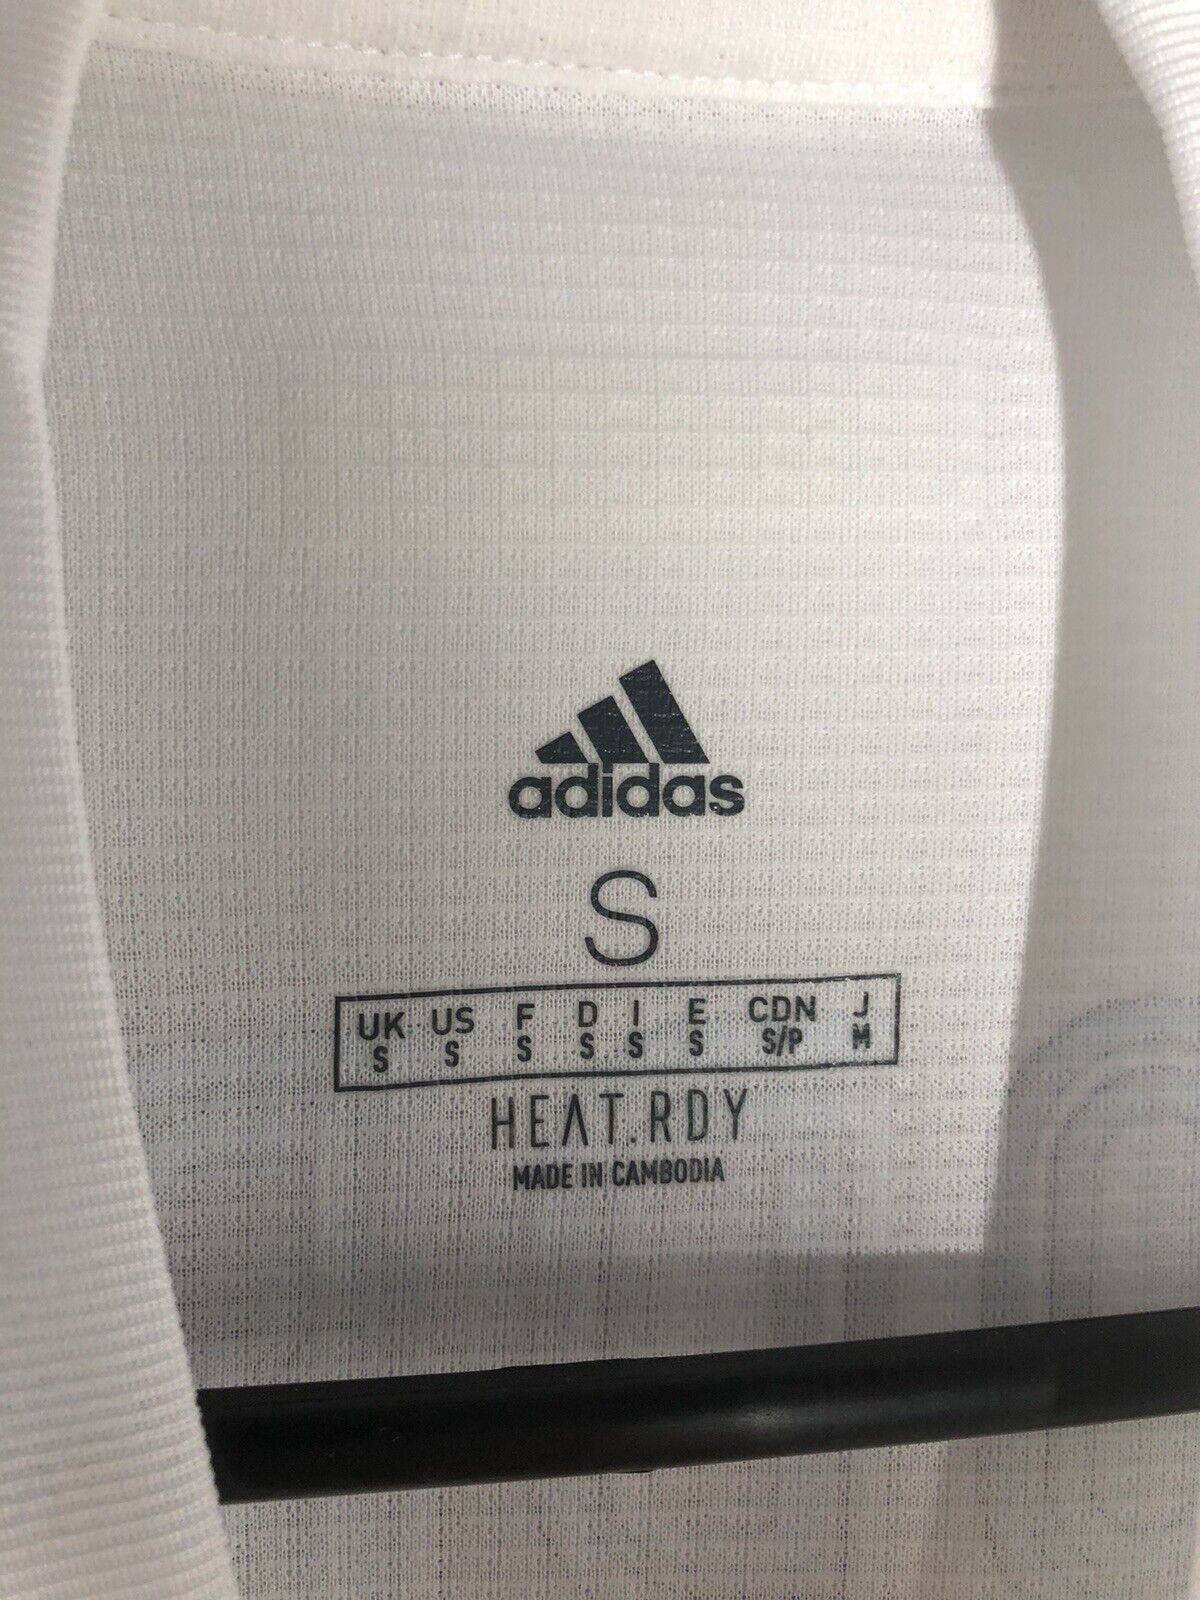 adidas
S
UK US F D I E CDN J
S S S S S S S/P M
HEAT.RDY
MADE IN CAMBODIA